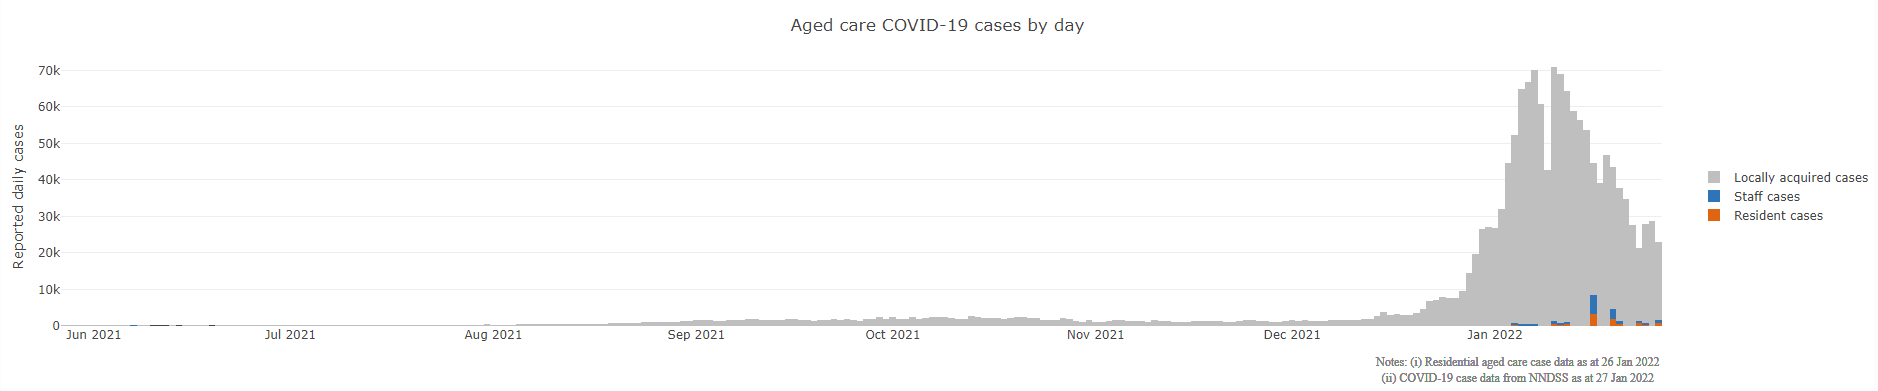 Aged care COVID-19 cases by day
Reported daily cases
70k
60k
50k
40k
30k
20k
10k
0
Jun 2021 Jul 2021 Aug 2021 Sep 2021 Oct 2021 Nov 2021 Dec 2021 Jan 2022
Locally acquired cases
Staff cases
Resident cases
Notes: (i) Residential aged care case data as at 26 Jan 2022
(ii) COVID-19 case data from NNDSS as at 27 Jan 2022